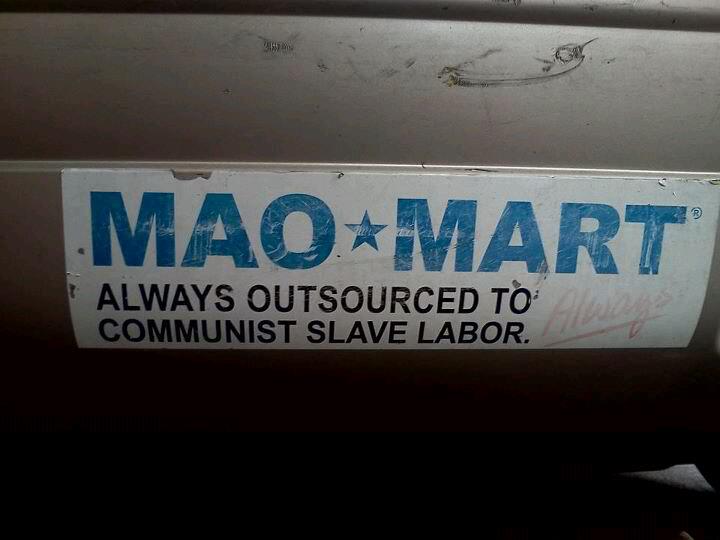 MAO★MART®
ALWAYS OUTSOURCED TO
COMMUNIST SLAVE LABOR.
Always.